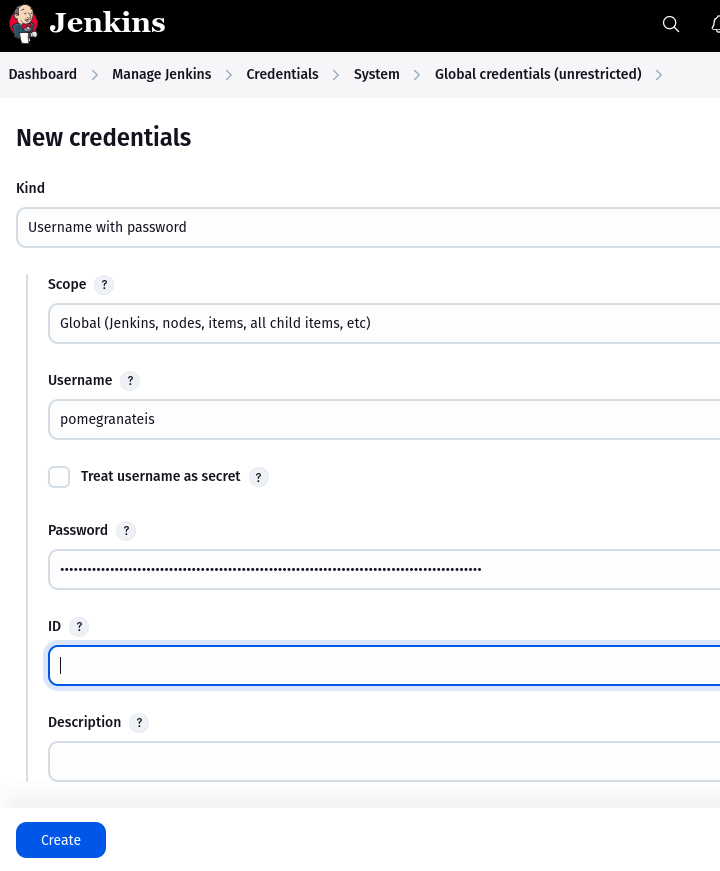 Jenkins
Dashboard > Manage Jenkins > Credentials > System > Global credentials (unrestricted) >
New credentials
Kind
Username with password
Scope ?
Global (Jenkins, nodes, items, all child items, etc)
Username ?
pomegranateis
Treat username as secret ?
Password ?
ID ?
Description ?
Create